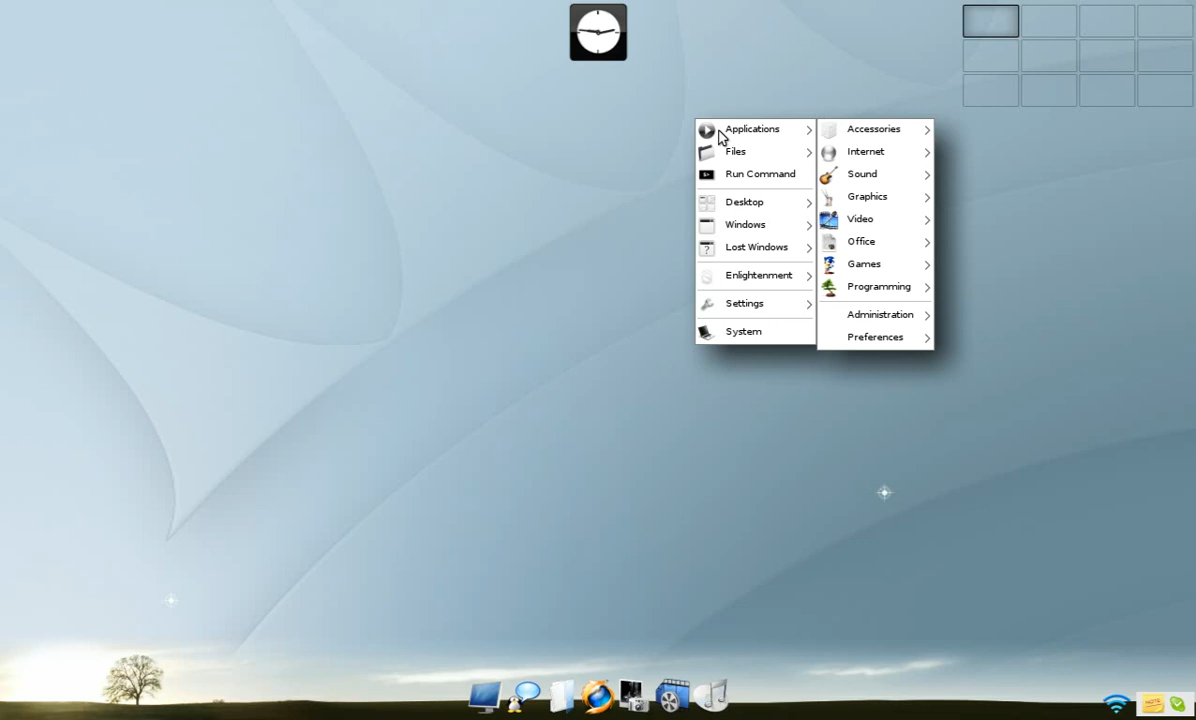 Applications
Files
Run Command
Desktop
Windows
Lost Windows
Enlightenment
Settings
System
Accessories
Internet
Sound
Graphics
Video
Office
Games
Programming
Administration
Preferences